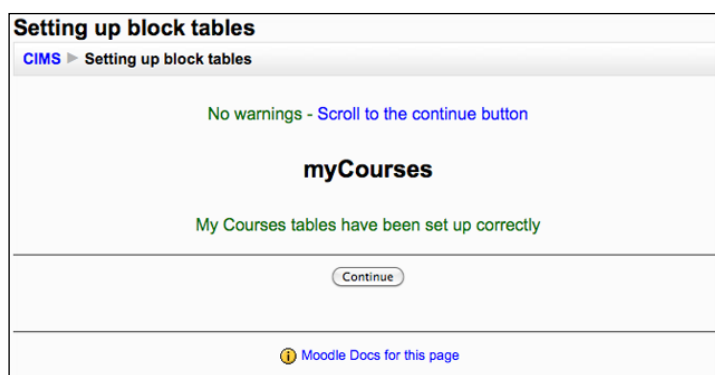 Setting up block tables
CIMS ► Setting up block tables
No warnings - Scroll to the continue button
myCourses
My Courses tables have been set up correctly
Continue
Moodle Docs for this page